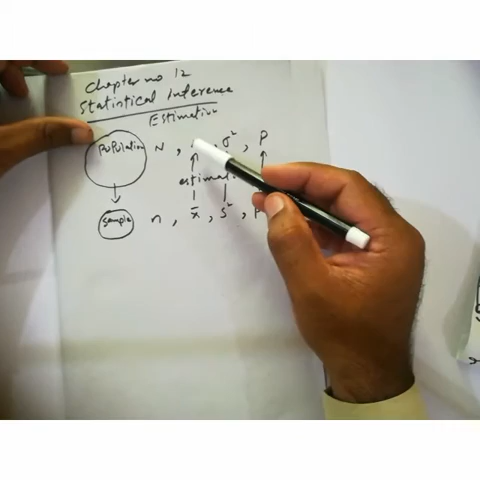 chapter no 12
Statistical Inference
Estimation
Population N, , σ², P
estimat
Sample n, x̄, S², P